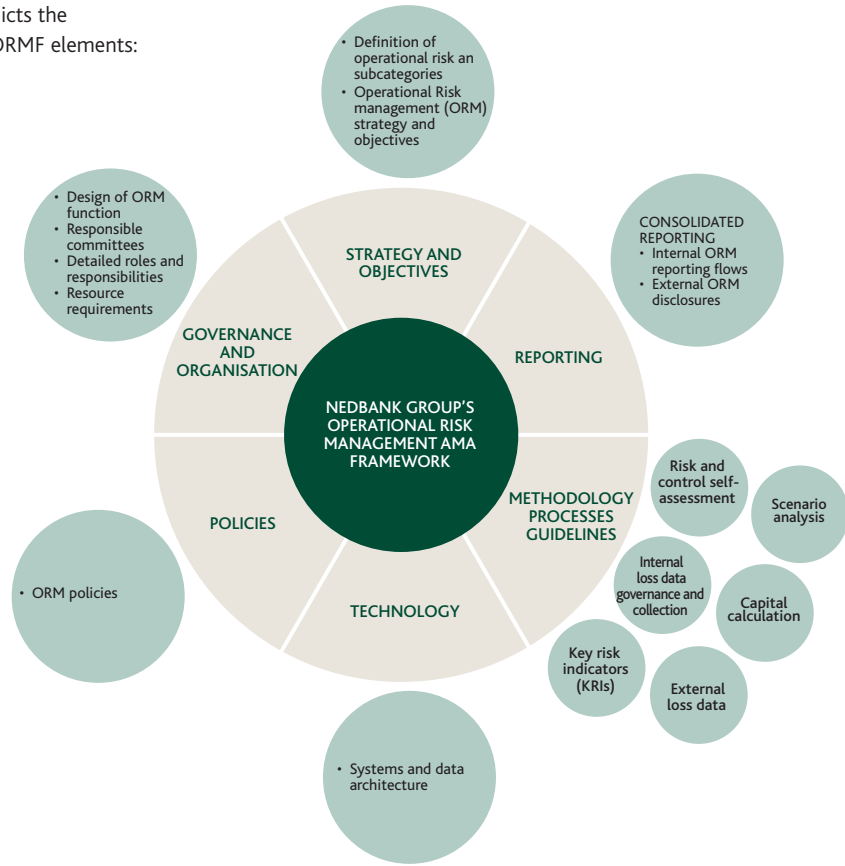 icts the
ORMF elements:
• Definition of
operational risk an
subcategories
• Operational Risk
management (ORM)
strategy and
objectives
• Design of ORM
function
• Responsible
committees
• Detailed roles and
responsibilities
• Resource
requirements
CONSOLIDATED
REPORTING
• Internal ORM
reporting flows
• External ORM
disclosures
STRATEGY AND
OBJECTIVES
GOVERNANCE
AND
ORGANISATION
REPORTING
NEDBANK GROUP'S
OPERATIONAL RISK
MANAGEMENT AMA
FRAMEWORK
POLICIES
METHODOLOGY
PROCESSES
GUIDELINES
TECHNOLOGY
Risk and
control self-
assessment
Scenario
analysis
Internal
loss data
governance and
collection
Capital
calculation
Key risk
indicators
(KRIs)
External
loss data
• ORM policies
• Systems and data
architecture